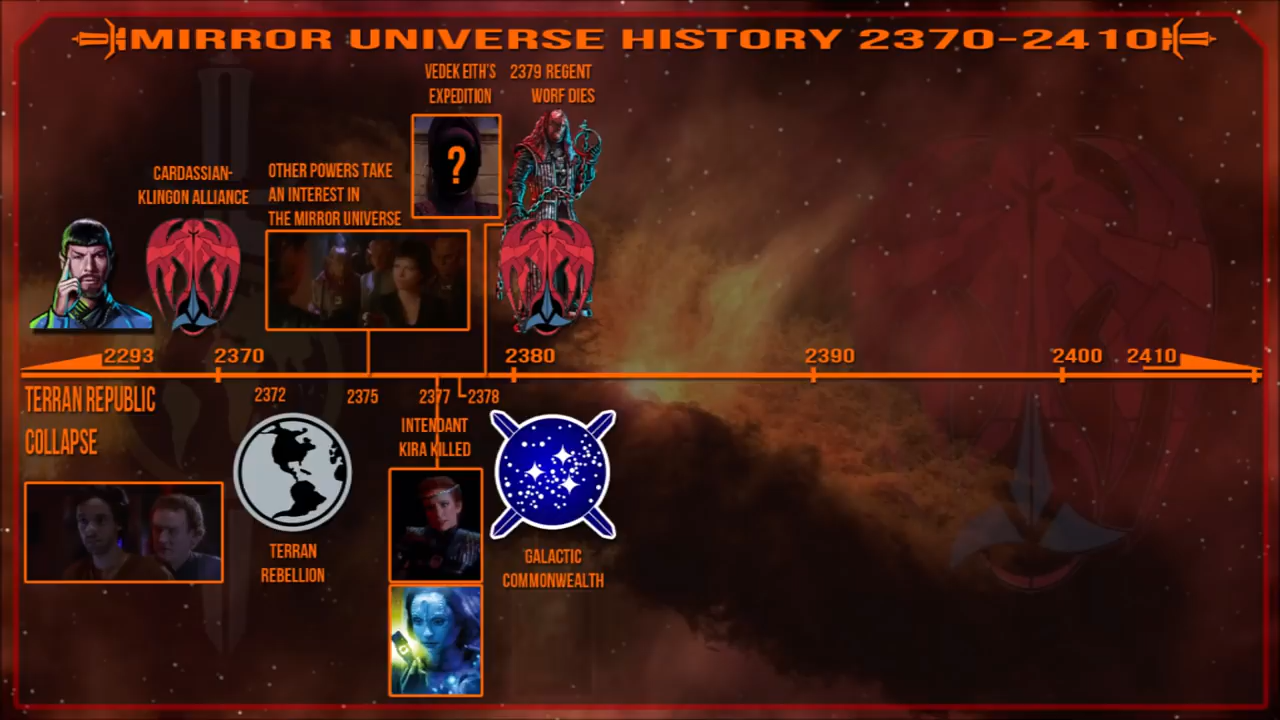 MIRROR UNIVERSE HISTORY 2370-2410
VEDEK EITH'S
EXPEDITION
2379 REGENT
WORF DIES
CARDASSIAN-
KLINGON ALLIANCE
OTHER POWERS TAKE
AN INTEREST IN
THE MIRROR UNIVERSE
?
2293
2370
2380
2390
2400
2410
TERRAN REPUBLIC
COLLAPSE
2372
2375
2377
2378
INTENDANT
KIRA KILLED
TERRAN
REBELLION
GALACTIC
COMMONWEALTH